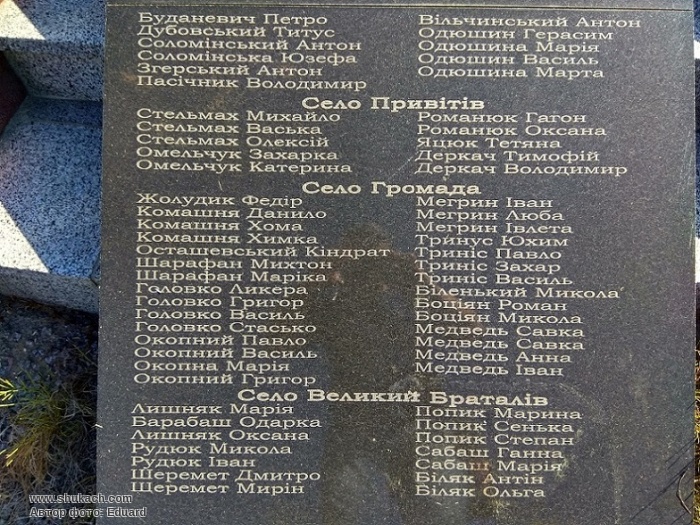 Буданевич Петро
Дубовський Титус
Соломінський Антон
Соломінська Юзефа
Згерський Антон
Пасічник Володимир
Вільчинський Антон
Одюшин Герасим
Одюшина Марія
Одюшин Василь
Одюшина Марта
Село Привітів
Стельмах Михайло
Стельмах Васька
Стельмах Олексій
Омельчук Захарка
Омельчук Катерина
Романюк Гапон
Романюк Оксана
Яцюк Тетяна
Деркач Тимофій
Деркач Володимир
Село Громада
Жолудик Федір
Комашня Данило
Комашня Хома
Комашня Химка
Осташевський Кіндрат
Шарафан Михтон
Шарафан Маріка
Головко Ликера
Головко Григор
Головко Василь
Головко Стасько
Окопний Павло
Окопний Василь
Окопна Марія
Окопний Григор
Мегрин Іван
Мегрин Люба
Мегрин Івлета
Тринус Юхим
Триніс Павло
Триніс Захар
Триніс Василь
Біленький Микола
Боціян Роман
Боціян Микола
Медведь Савка
Медведь Савка
Медведь Анна
Медведь Іван
Село Великий Браталів
Лишняк Марія
Барабаш Одарка
Лишняк Оксана
Рудюк Микола
Рудюк Іван
Щеремет Дмитро
Щеремет Мирін
Попик Марина
Попик Сенька
Попик Степан
Сабаш Ганна
Сабаш Марія
Біляк Антін
Біляк Ольга
www.shukach.com
Автор фото: Eduard